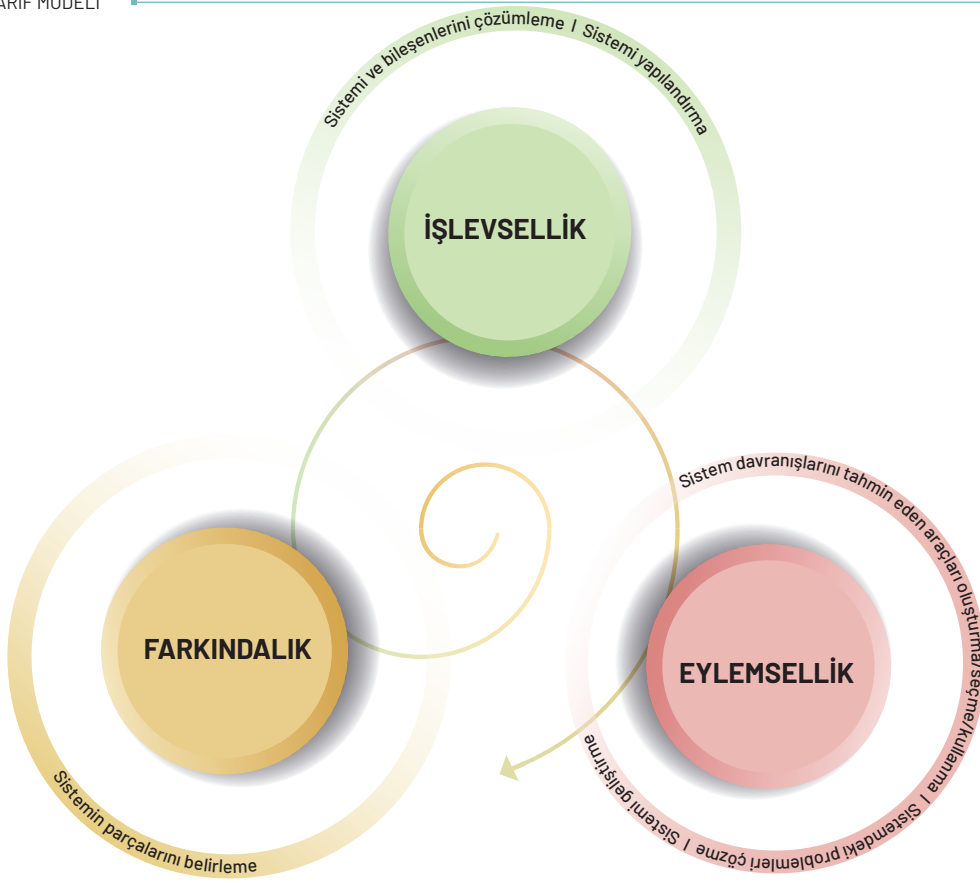 ARİF MODELİ
Sistemi ve bileşenlerini çözümleme I Sistemi yapılandırma
İŞLEVSELLİK
FARKINDALIK
Sistemin parçalarını belirleme
EYLEMSELLİK
Sistem davranışlarını tahmin eden araçları oluşturma/seçme/kullanma I Sistemdeki problemleri çözme I Sistemi geliştirme